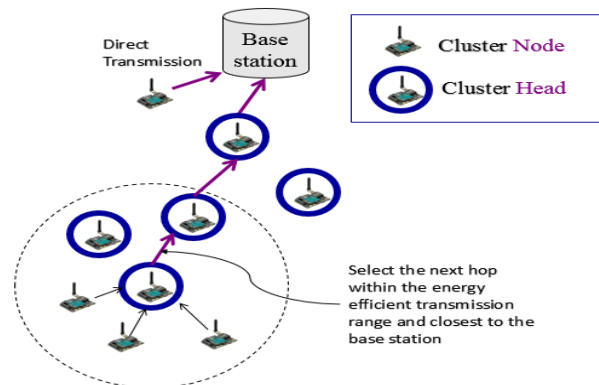 Direct
Transmission
Base
station
Cluster Node
Cluster Head
Select the next hop
within the energy
efficient transmission
range and closest to the
base station